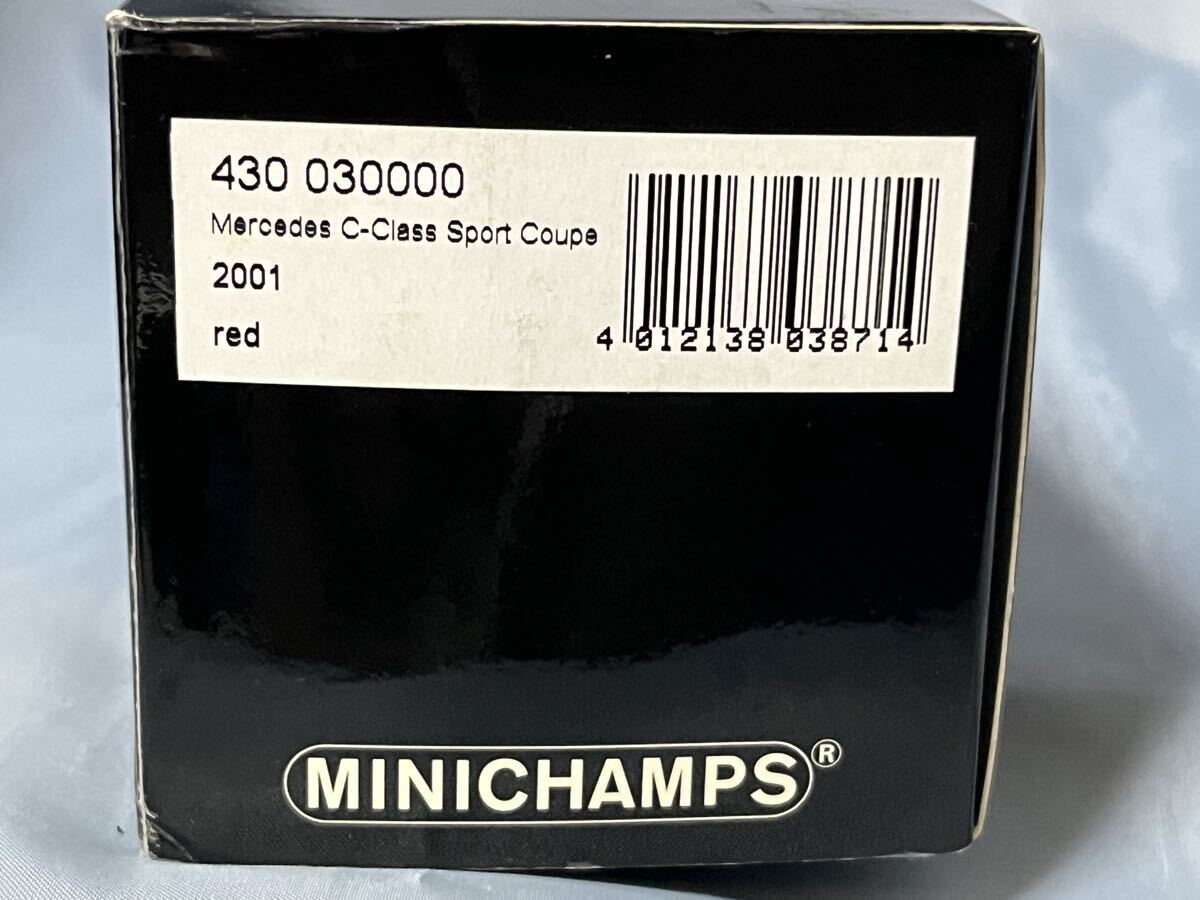 430 030000
Mercedes C-Class Sport Coupe
2001
red
4 012138 038714
MINICHAMPS®